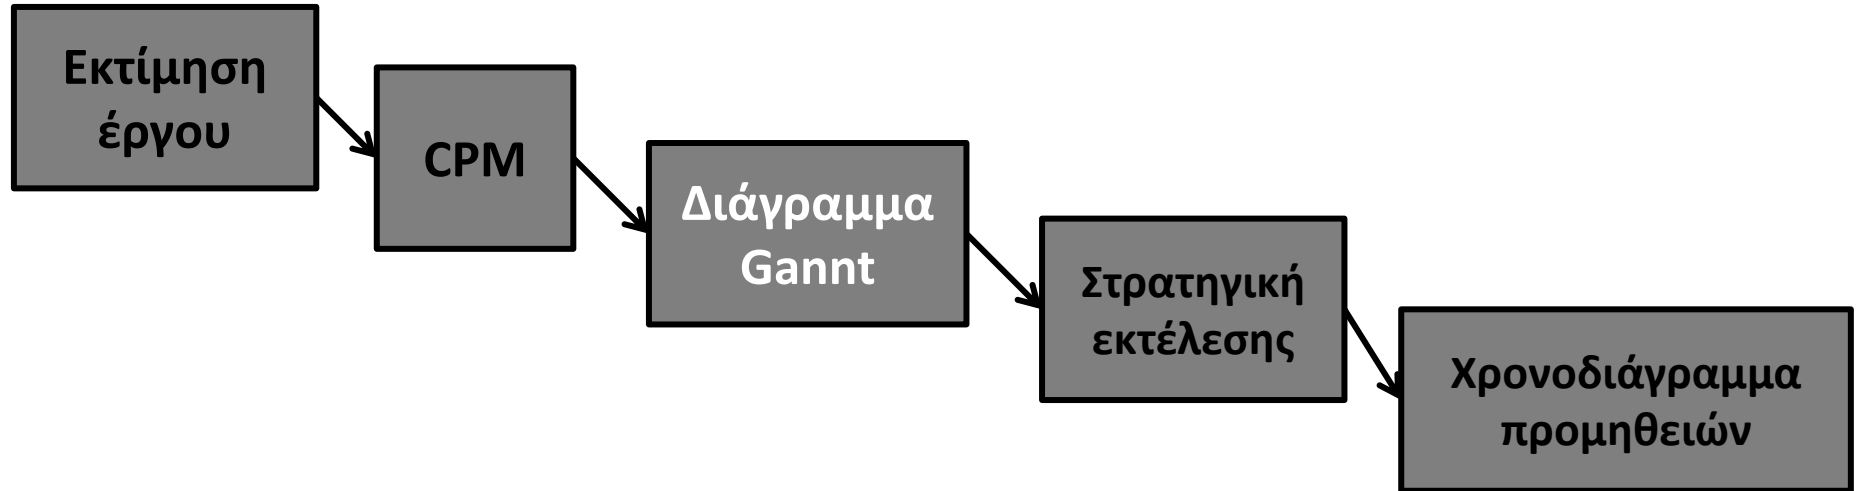 Εκτίμηση
έργου
CPM
Διάγραμμα
Gannt
Στρατηγική
εκτέλεσης
Χρονοδιάγραμμα
προμηθειών